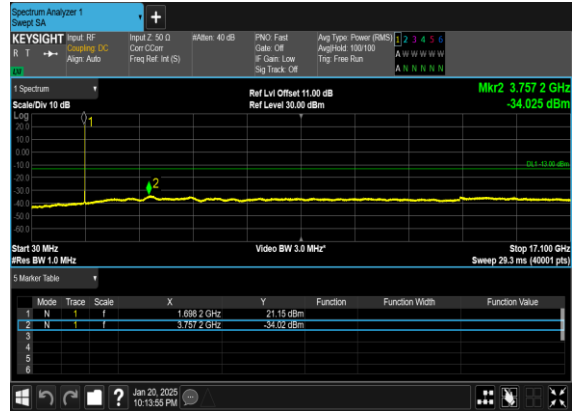 Spectrum Analyzer 1
Swept SA
+
KEYSIGHT Input: RF Input Z: 50 Ω #Atten: 40 dB PNO: Fast Avg Type: Power (RMS) 1 2 3 4 5 6
R T Coupling: DC Corr CCorr Gate: Off Avg|Hold: 100/100 A W W W W W
Align: Auto Freq Ref: Int (S) IF Gain: Low Trig: Free Run
Sig Track: Off A N N N N N
1 Spectrum Ref Lvl Offset 11.00 dB Mkr2 3.757 2 GHz
Scale/Div 10 dB Ref Level 30.00 dBm -34.025 dBm
Log
1
20.0
10.0
0.00
-10.0
DL1 -13.00 dBm
-20.0
2
-30.0
-40.0
-50.0
-60.0
Start 30 MHz Video BW 3.0 MHz* Stop 17.100 GHz
#Res BW 1.0 MHz Sweep 29.3 ms (40001 pts)
5 Marker Table
Mode Trace Scale X Y Function Function Width Function Value
1 N 1 f 1.698 2 GHz 21.15 dBm
2 N 1 f 3.757 2 GHz -34.02 dBm
3
4
5
6
? Jan 20, 2025
10:13:55 PM